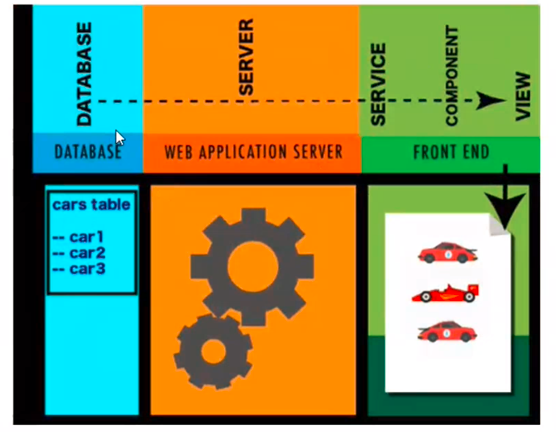 DATABASE
SERVER
SERVICE
COMPONENT
VIEW
DATABASE
WEB APPLICATION SERVER
FRONT END
cars table
-- car1
-- car2
-- car3